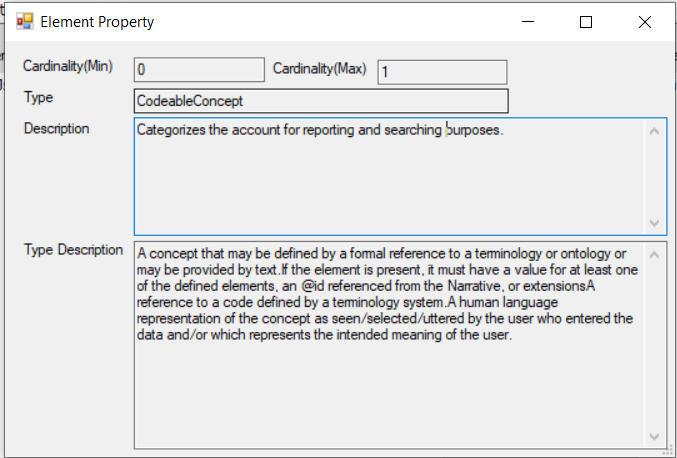 Element Property
Cardinality(Min) 0 Cardinality(Max) 1
Type CodeableConcept
Description Categorizes the account for reporting and searching purposes.
Type Description A concept that may be defined by a formal reference to a terminology or ontology or
may be provided by text.If the element is present, it must have a value for at least one
of the defined elements, an @id referenced from the Narrative, or extensionsA
reference to a code defined by a terminology system.A human language
representation of the concept as seen/selected/uttered by the user who entered the
data and/or which represents the intended meaning of the user.